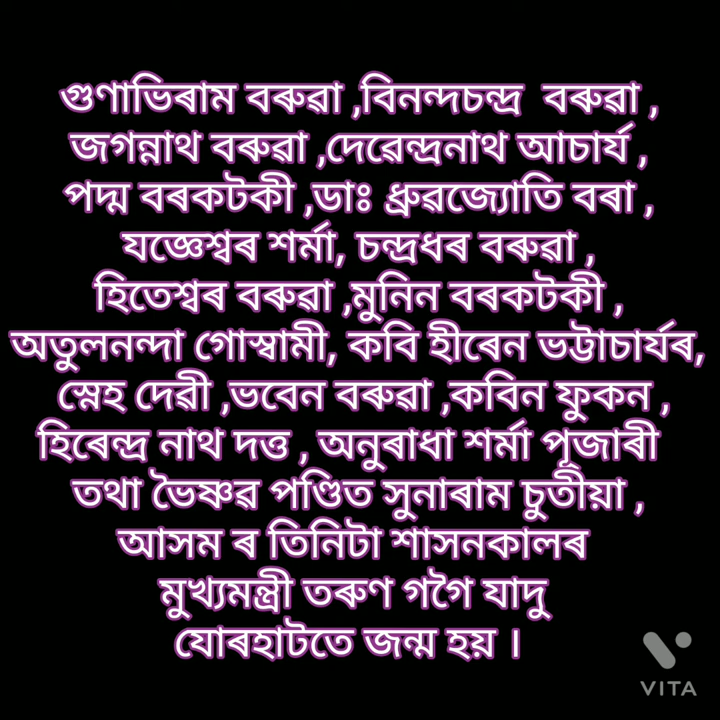 গুণাভিৰাম বৰুৱা ,বিনন্দচন্দ্ৰ বৰুৱা ,
জগন্নাথ বৰুৱা ,দেৱেন্দ্ৰনাথ আচাৰ্য ,
পদ্ম বৰকটকী ,ডাঃ ধ্ৰুৱজ্যোতি বৰা ,
যজ্ঞেশ্বৰ শৰ্মা, চন্দ্ৰধৰ বৰুৱা ,
হিতেশ্বৰ বৰুৱা ,মুনিন বৰকটকী ,
অতুলনন্দা গোস্বামী, কবি হীৰেন ভট্টাচাৰ্যৰ,
স্নেহ দেৱী ,ভবেন বৰুৱা ,কবিন ফুকন ,
হিৰেন্দ্ৰ নাথ দত্ত , অনুৰাধা শৰ্মা পূজাৰী
তথা বৈষ্ণৱ পণ্ডিত সুনাৰাম চুতীয়া ,
আসম ৰ তিনিটা শাসনকালৰ
মুখ্যমন্ত্ৰী তৰুণ গগৈ যাদু
যোৰহাটতে জন্ম হয় ।
VITA